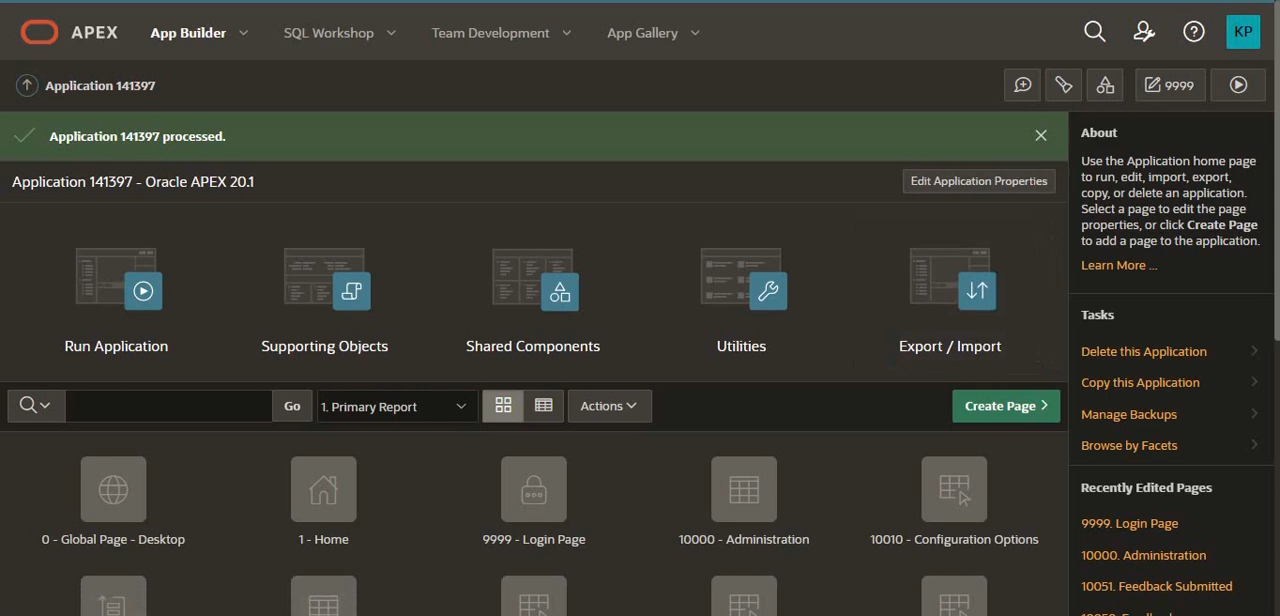 APEX App Builder SQL Workshop Team Development App Gallery KP
Application 141397 9999
Application 141397 processed.
Application 141397 - Oracle APEX 20.1 Edit Application Properties
Run Application Supporting Objects Shared Components Utilities Export / Import
Go 1. Primary Report Actions Create Page
0 - Global Page - Desktop 1 - Home 9999 - Login Page 10000 - Administration 10010 - Configuration Options
About
Use the Application home page
to run, edit, import, export,
copy, or delete an application.
Select a page to edit the page
properties, or click Create Page
to add a page to the application.
Learn More ...
Tasks
Delete this Application
Copy this Application
Manage Backups
Browse by Facets
Recently Edited Pages
9999. Login Page
10000. Administration
10051. Feedback Submitted